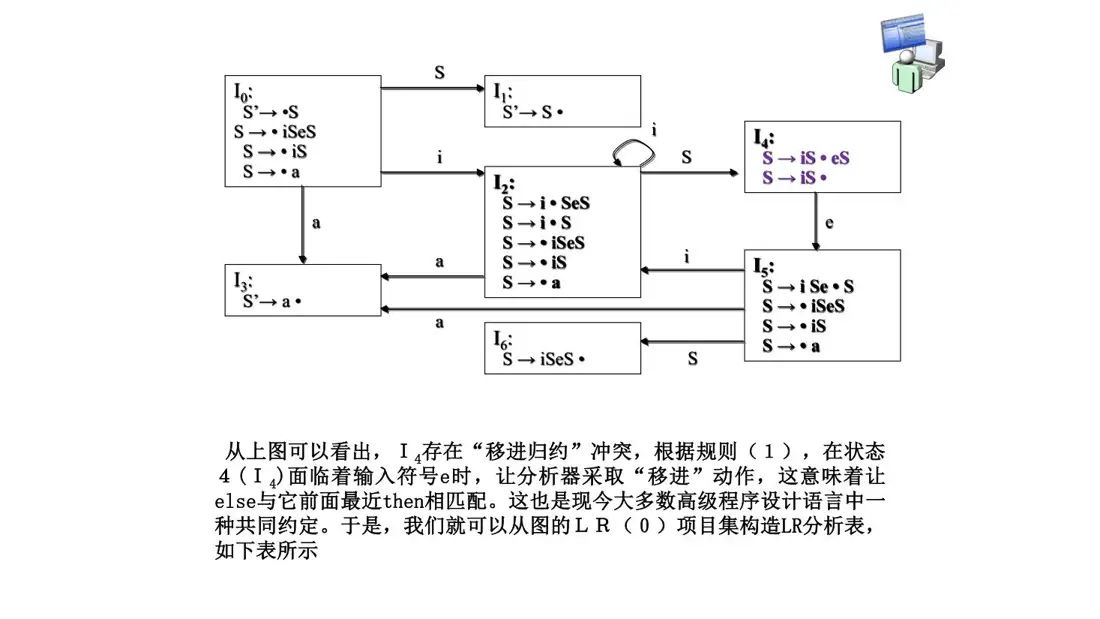 S
I₀:
S'→ •S
S → • iSeS
S → • iS
S → • a
I₁:
S'→ S •
i
i
S
I₂:
S → i • SeS
S → i • S
S → • iSeS
S → • iS
S → • a
I₄:
S → iS • eS
S → iS •
a
e
a
i
I₃:
S'→ a •
I₅:
S → i Se • S
S → • iSeS
S → • iS
S → • a
a
I₆:
S → iSeS •
S
从上图可以看出，I₄存在“移进归约”冲突，根据规则（1），在状态
4(I₄)面临着输入符号e时，让分析器采取“移进”动作，这意味着让
else与它前面最近then相匹配。这也是现今大多数高级程序设计语言中一
种共同约定。于是，我们就可以从图的LR（0）项目集构造LR分析表，
如下表所示